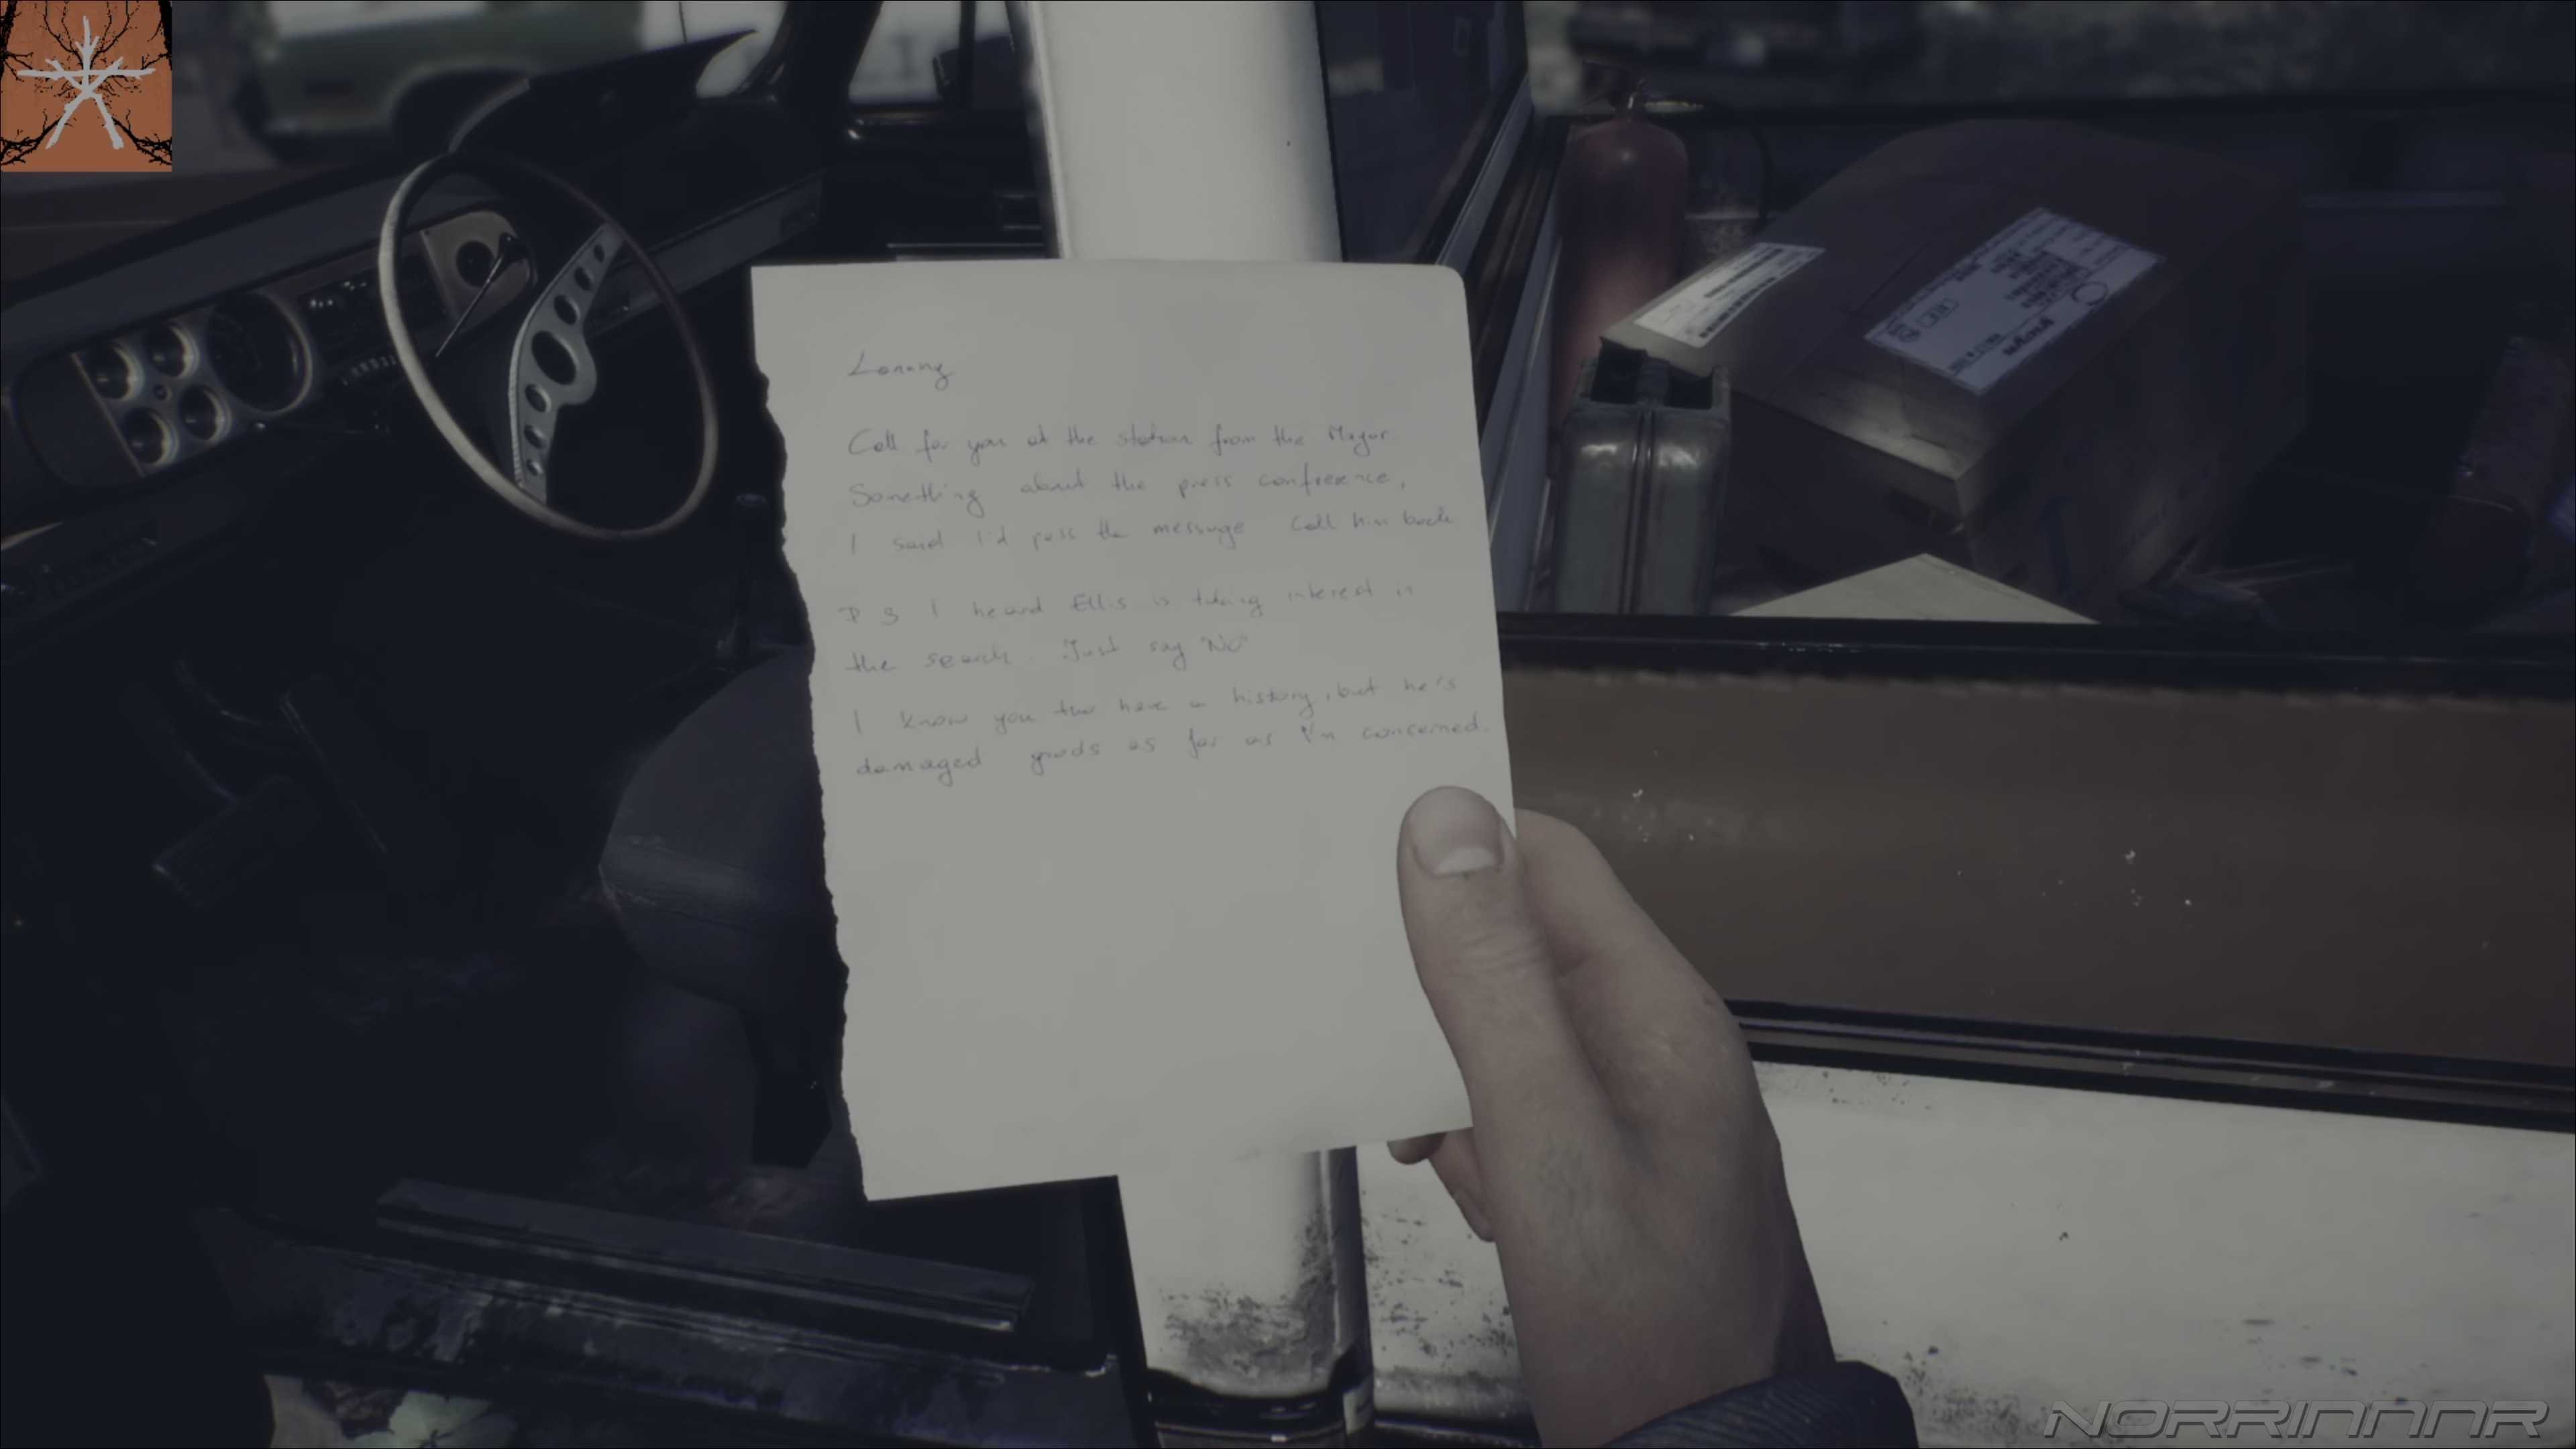 Lanning
Call for you at the station from the Mayor.
Something about the press conference,
I said I'd pass the message Call him back
P S I heard Ellis is taking interest in
the search. Just say "NO"
I know you two have a history, but he's
damaged goods as far as I'm concerned.
NORRINNNR